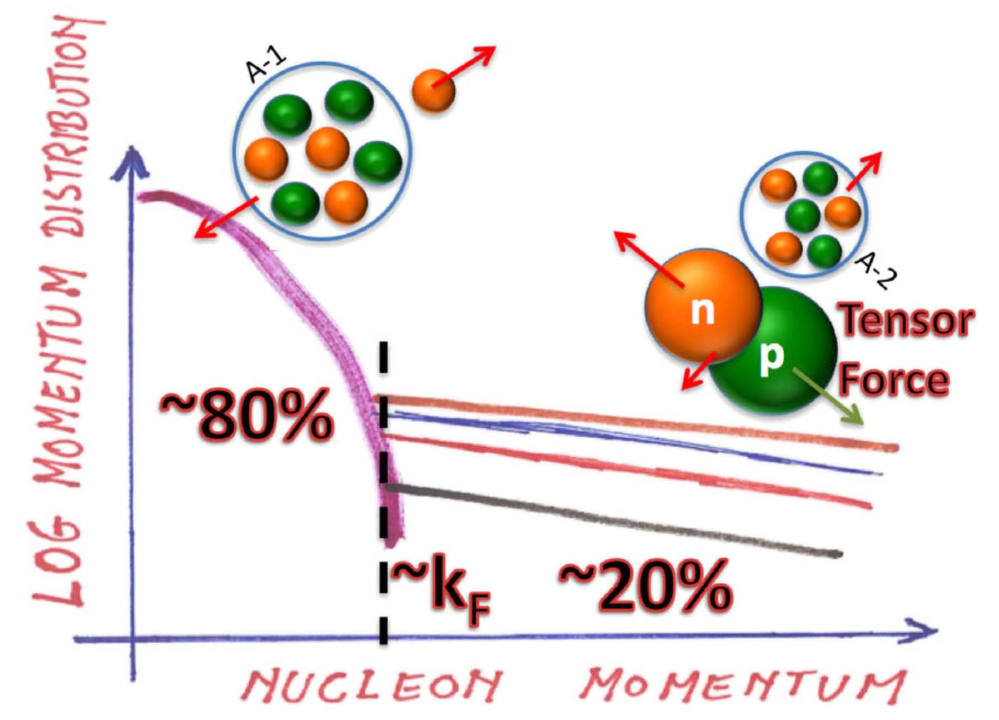 LOG MOMENTUM DISTRIBUTION
A-1
A-2
n
p
Tensor
Force
~80%
~kF
~20%
NUCLEON MOMENTUM